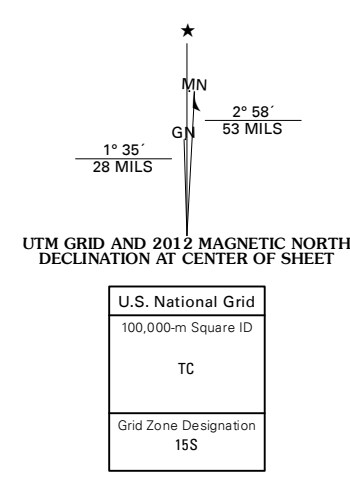 ★
MN
GN
2° 58´
53 MILS
1° 35´
28 MILS
UTM GRID AND 2012 MAGNETIC NORTH
DECLINATION AT CENTER OF SHEET
U.S. National Grid
100,000-m Square ID
TC
Grid Zone Designation
15S